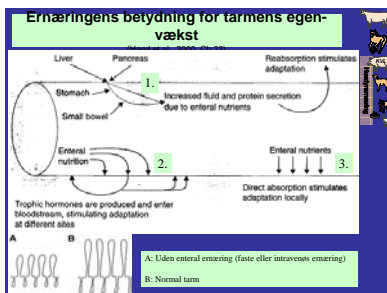 Ernæringens betydning for tarmens egen-
vækst
Liver
Pancreas
1.
Reabsorption stimulates
adaptation
Stomach
Increased fluid and protein secretion
due to enteral nutrients
Small bowel
Enteral
nutrition
2.
Enteral nutrients
3.
Direct absorption stimulates
adaptation locally
Trophic hormones are produced and enter
bloodstream, stimulating adaptation
at different sites
A
B
A: Uden enteral ernæring (faste eller intravenøs ernæring)
B: Normal tarm